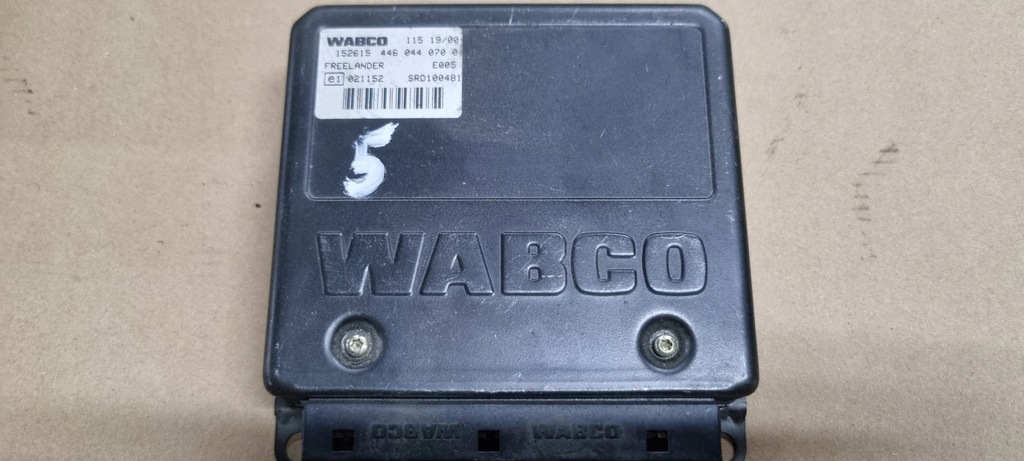 WABCO 115 19/00
152615 446 044 070 0
FREELANDER E005
e1 021152 SRD100481
5
WABCO
WABCO WABCO